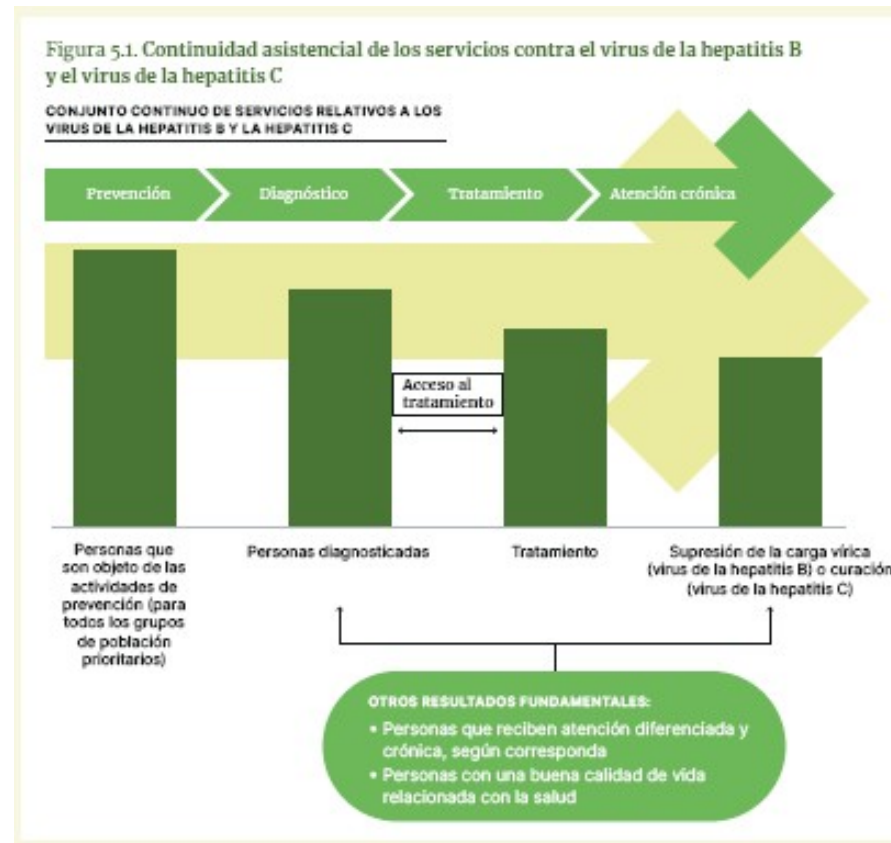 Figura 5.1. Continuidad asistencial de los servicios contra el virus de la hepatitis B
y el virus de la hepatitis C
CONJUNTO CONTINUO DE SERVICIOS RELATIVOS A LOS
VIRUS DE LA HEPATITIS B Y LA HEPATITIS C
Prevención
Diagnóstico
Tratamiento
Atención crónica
Acceso al
tratamiento
Personas que
son objeto de las
actividades de
prevención (para
todos los grupos
de población
prioritarios)
Personas diagnosticadas
Tratamiento
Supresión de la carga vírica
(virus de la hepatitis B) o curación
(virus de la hepatitis C)
OTROS RESULTADOS FUNDAMENTALES:
• Personas que reciben atención diferenciada y
crónica, según corresponda
• Personas con una buena calidad de vida
relacionada con la salud